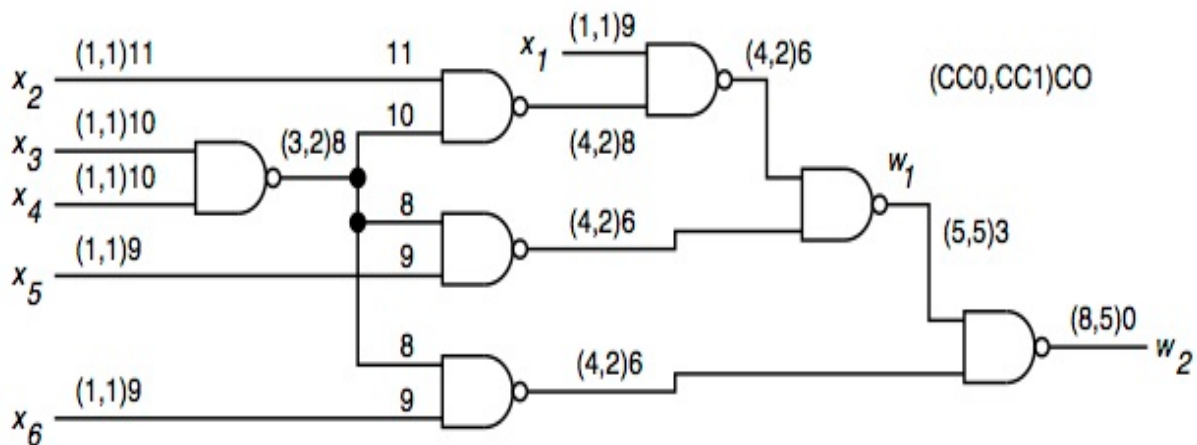 (1,1)11
x2
11
(1,1)9
x1
(4,2)6
(CC0,CC1)CO
(1,1)10
x3
10
(3,2)8
(4,2)8
(1,1)10
x4
w1
8
(4,2)6
(1,1)9
x5
9
(5,5)3
8
(4,2)6
(8,5)0
w2
(1,1)9
x6
9